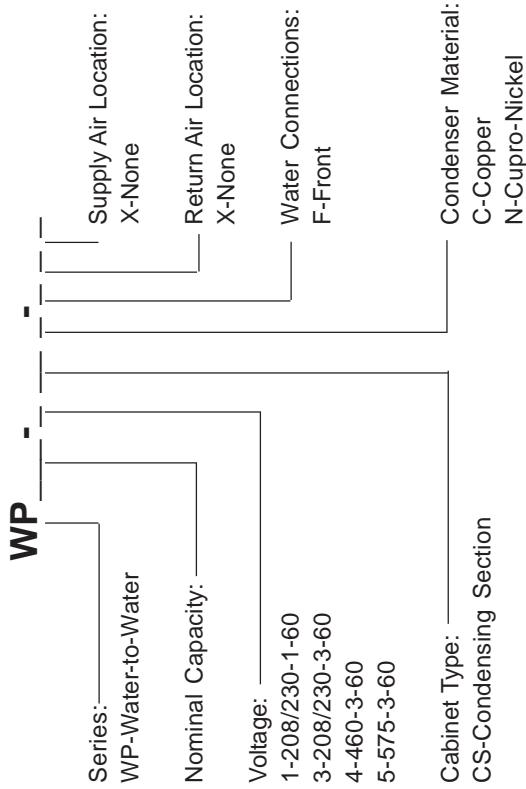 WP ___ - _ __ _ - _ _ _
Series:
WP-Water-to-Water
Nominal Capacity:
Voltage:
1-208/230-1-60
3-208/230-3-60
4-460-3-60
5-575-3-60
Cabinet Type:
CS-Condensing Section
Supply Air Location:
X-None
Return Air Location:
X-None
Water Connections:
F-Front
Condenser Material:
C-Copper
N-Cupro-Nickel